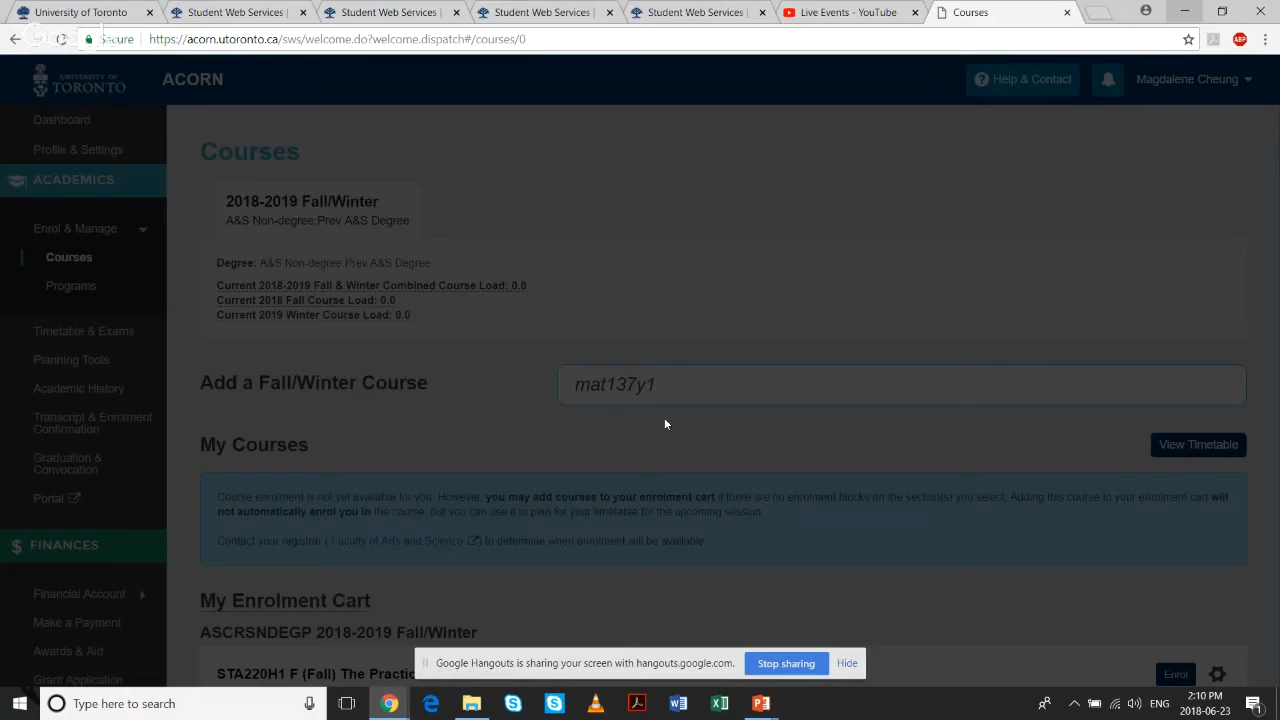 University of Toronto
Student Web Services |
Student Web Services |
Student Web Services |
Student Web Services |
Live Events - YouTube
Courses
Secure
https://acorn.utoronto.ca/sws/welcome.do?welcome.dispatch#/courses/0
ABP
UNIVERSITY OF
TORONTO
ACORN
Help & Contact
Magdalene Cheung
Dashboard
Profile & Settings
ACADEMICS
Enrol & Manage
Courses
Programs
Timetable & Exams
Planning Tools
Academic History
Transcript & Enrolment
Confirmation
Graduation &
Convocation
Portal
FINANCES
Financial Account
Make a Payment
Awards & Aid
Grant Application
Courses
2018-2019 Fall/Winter
A&S Non-degree:Prev A&S Degree
Degree: A&S Non-degree:Prev A&S Degree
Current 2018-2019 Fall & Winter Combined Course Load: 0.0
Current 2018 Fall Course Load: 0.0
Current 2019 Winter Course Load: 0.0
Add a Fall/Winter Course
mat137y1
My Courses
View Timetable
Course enrolment is not yet available for you. However, you may add courses to your enrolment cart if there are no enrolment blocks on the section(s) you select. Adding this course to your enrolment cart will
not automatically enrol you in the course, but you can use it to plan for your timetable for the upcoming session.
Contact your registrar ( Faculty of Arts and Science ) to determine when enrolment will be available.
My Enrolment Cart
ASCRSNDEGP 2018-2019 Fall/Winter
STA220H1 F (Fall) The Practic
Enrol
Google Hangouts is sharing your screen with hangouts.google.com.
Stop sharing
Hide
Type here to search
ENG
2:10 PM
2018-06-23